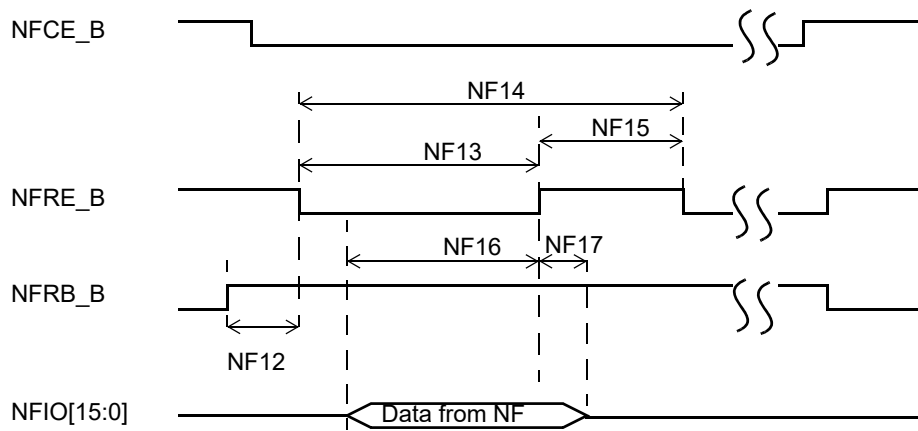 NFCE_B
NF14
NF15
NF13
NFRE_B
NF16
NF17
NFRB_B
NF12
NFIO[15:0]
Data from NF